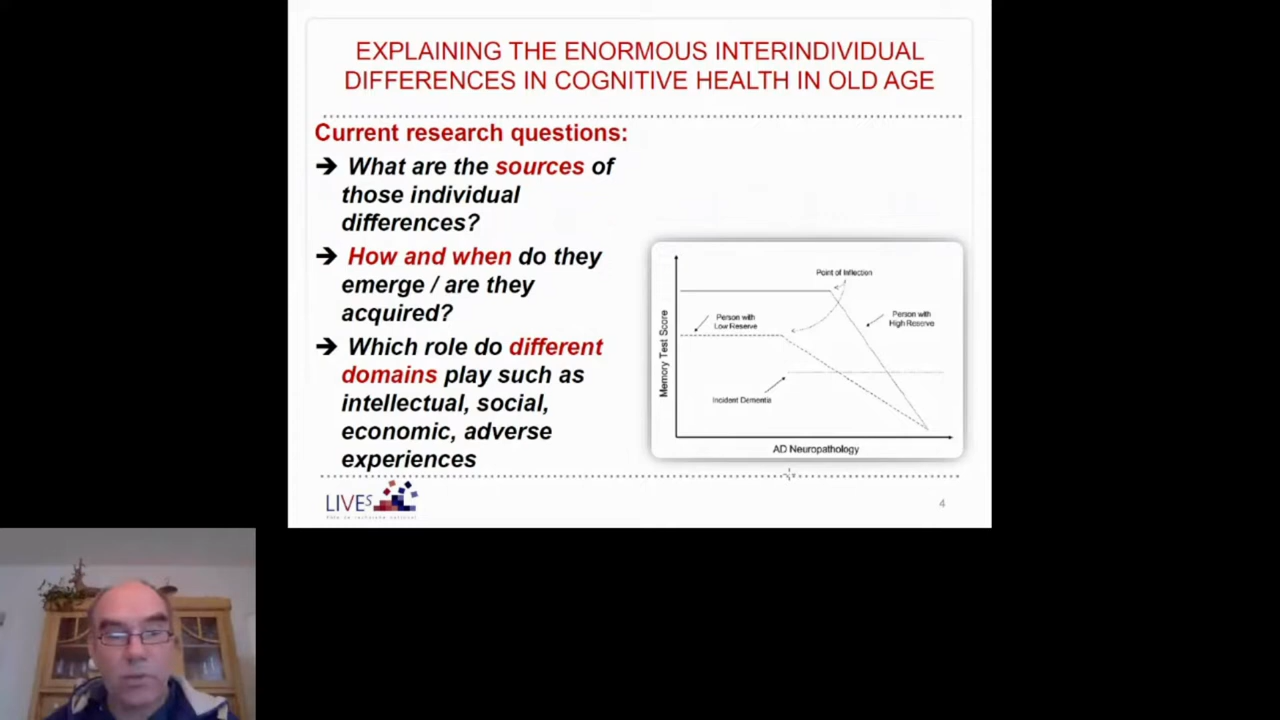 EXPLAINING THE ENORMOUS INTERINDIVIDUAL
DIFFERENCES IN COGNITIVE HEALTH IN OLD AGE
Current research questions:
➔ What are the sources of
those individual
differences?
➔ How and when do they
emerge / are they
acquired?
➔ Which role do different
domains play such as
intellectual, social,
economic, adverse
experiences
Point of Inflection
Person with
Low Reserve
Person with
High Reserve
Memory Test Score
Incident Dementia
AD Neuropathology
LIVES
4